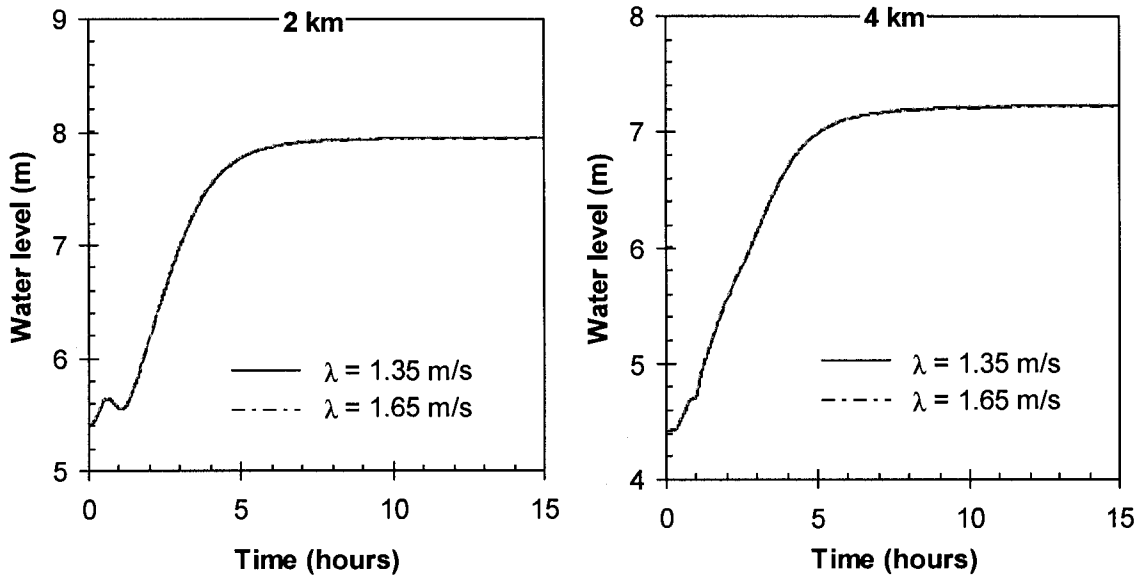 2 km
9
8
7
6
5
Water level (m)
λ = 1.35 m/s
λ = 1.65 m/s
0 5 10 15
Time (hours)
4 km
8
7
6
5
4
Water level (m)
λ = 1.35 m/s
λ = 1.65 m/s
0 5 10 15
Time (hours)